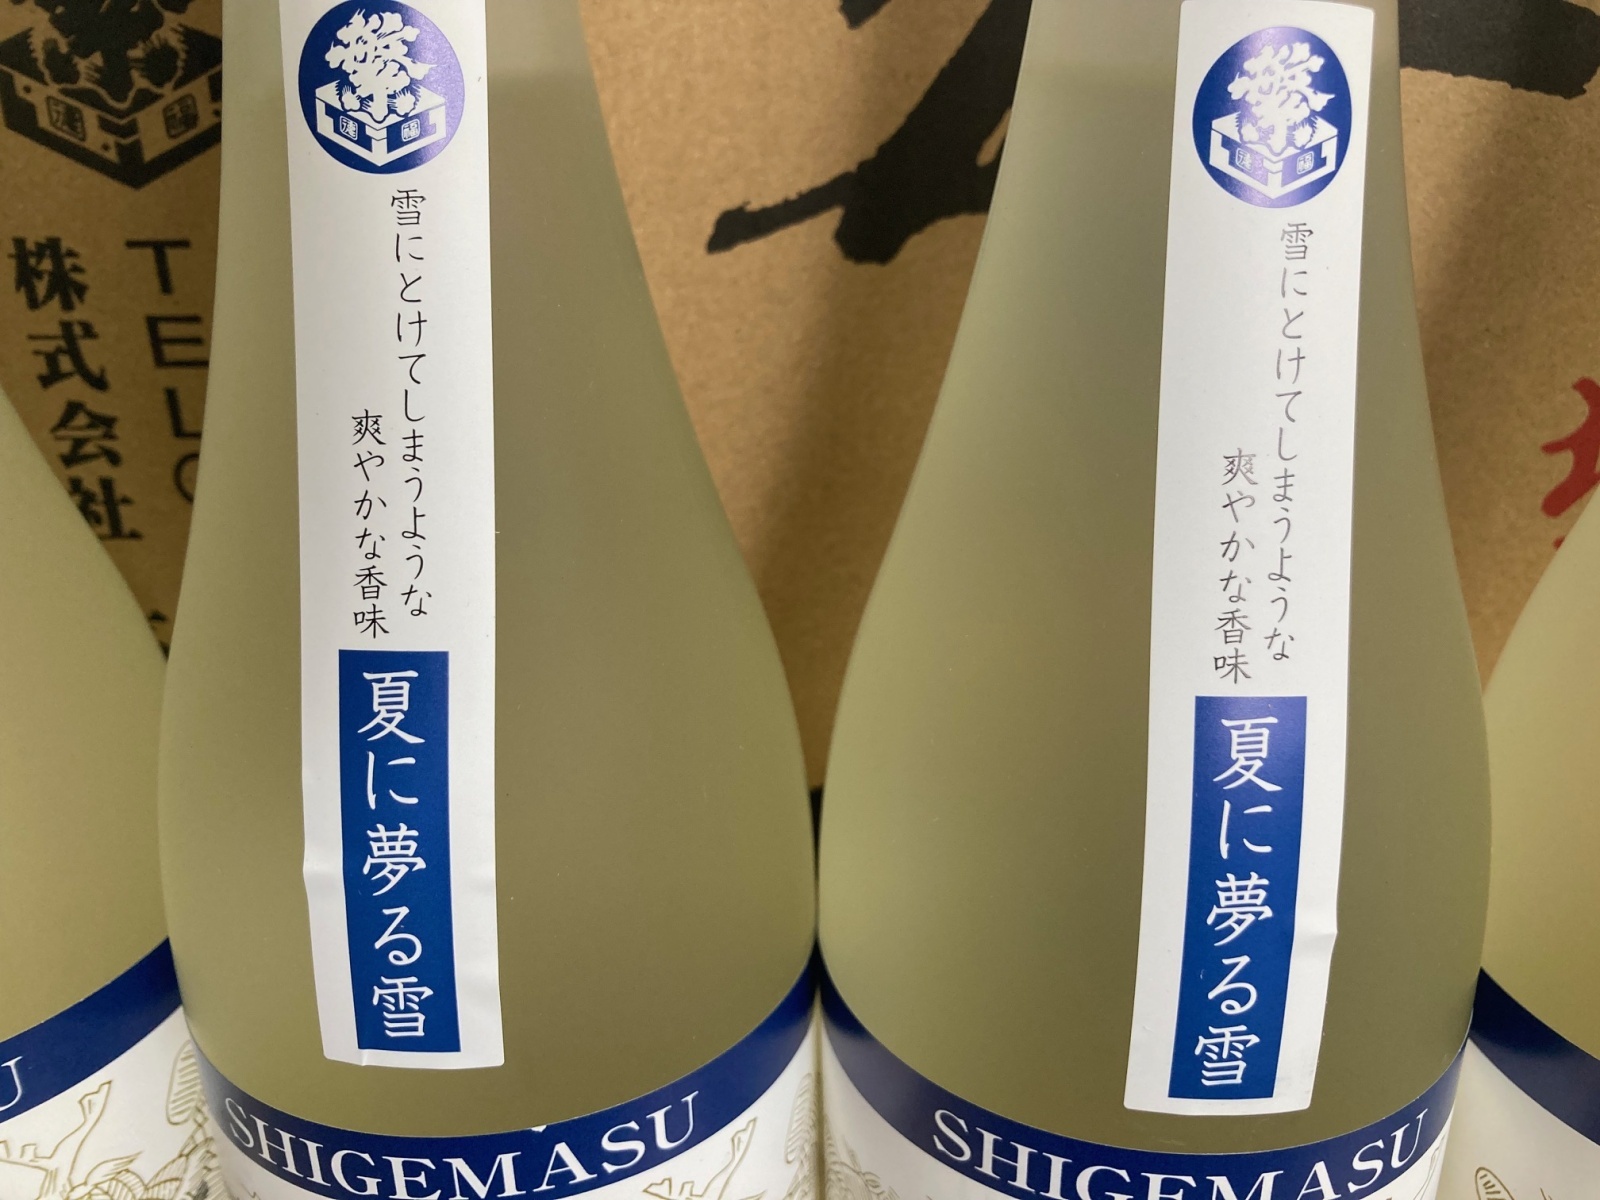 株式会社
TEL
繁
雪にとけてしまうような
爽やかな香味
夏に夢る雪
SHIGEMASU
繁
雪にとけてしまうような
爽やかな香味
夏に夢る雪
SHIGEMASU
U